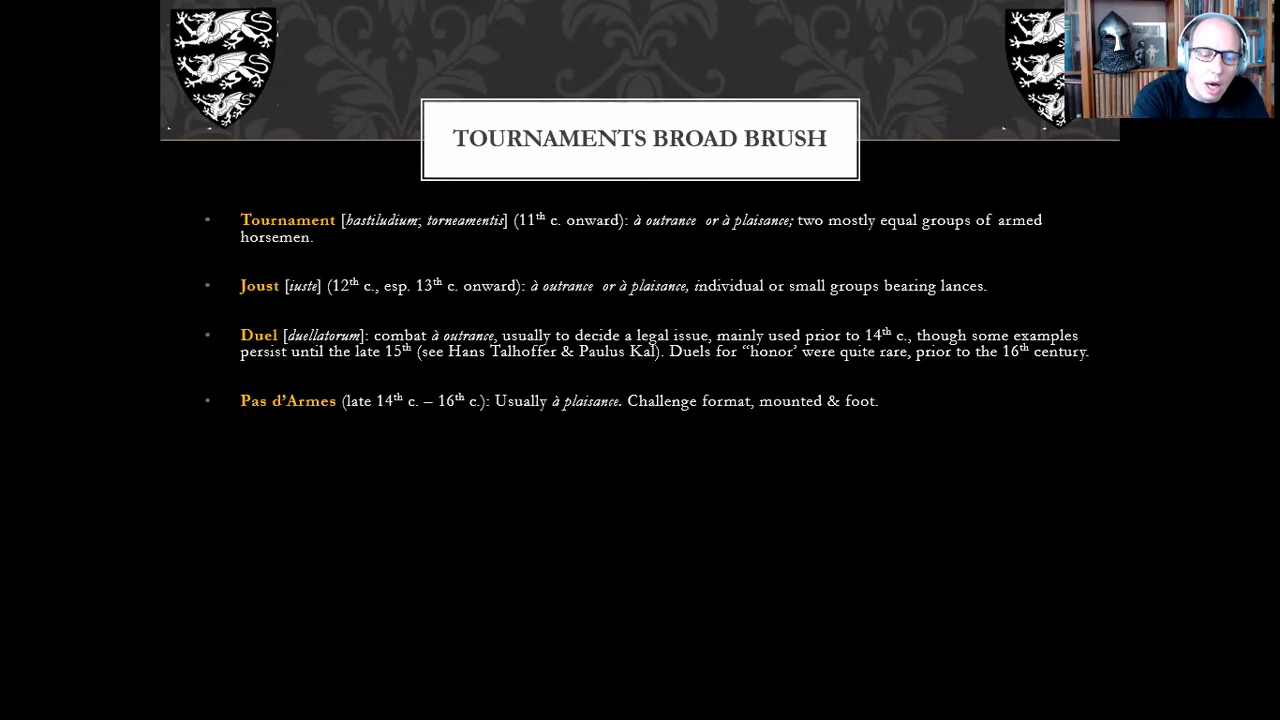 TOURNAMENTS BROAD BRUSH
• Tournament [hastiludium; torneamentis] (11th c. onward): à outrance or à plaisance; two mostly equal groups of armed
horsemen.
• Joust [iuste] (12th c., esp. 13th c. onward): à outrance or à plaisance, individual or small groups bearing lances.
• Duel [duellatorum]: combat à outrance, usually to decide a legal issue, mainly used prior to 14th c., though some examples
persist until the late 15th (see Hans Talhoffer & Paulus Kal). Duels for “honor’ were quite rare, prior to the 16th century.
• Pas d’Armes (late 14th c. – 16th c.): Usually à plaisance. Challenge format, mounted & foot.